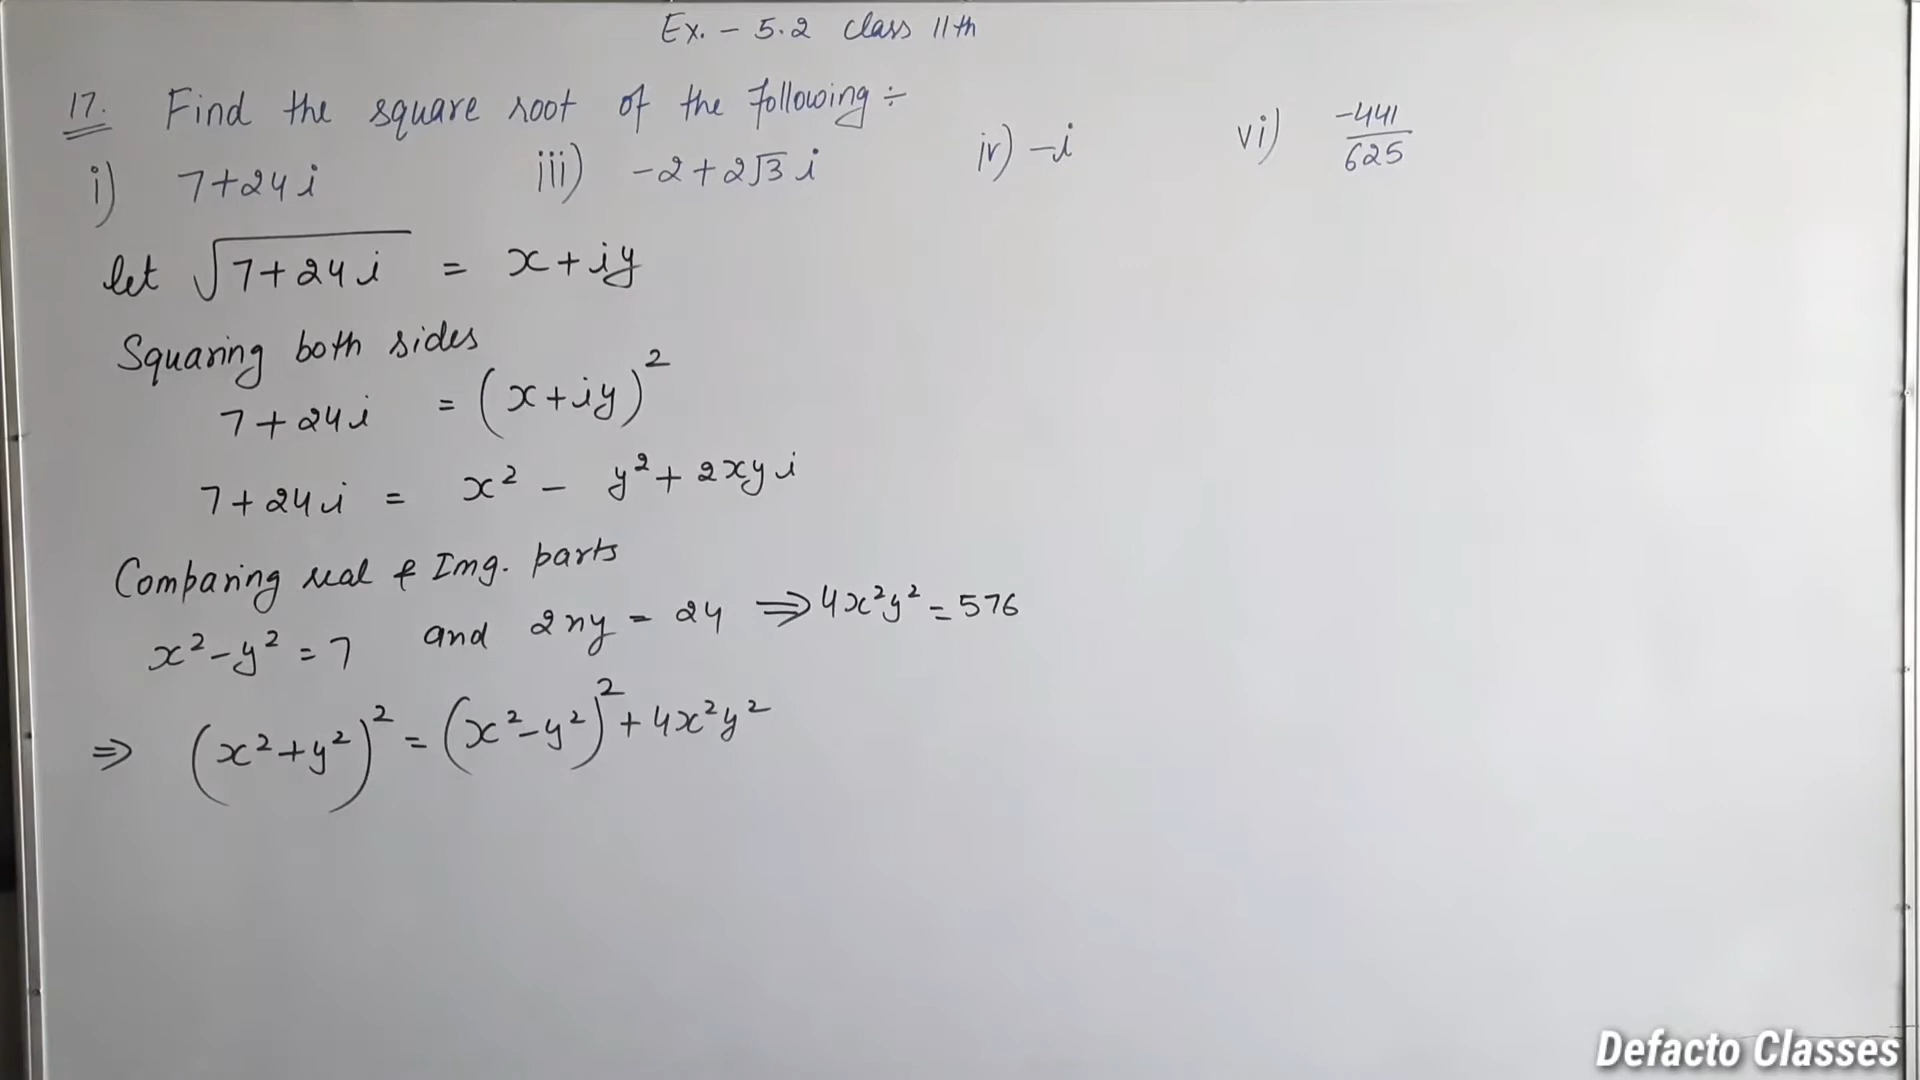 Ex. - 5.2 class 11th
17. Find the square root of the following ÷
i) 7+24i iii) -2+2√3 i iv) -i vi) -441/625
let √(7+24i) = x+iy
Squaring both sides
7+24i = (x+iy)²
7+24i = x² - y² + 2xyi
Comparing real & Img. parts
x²-y² = 7 and 2xy = 24 ⇒ 4x²y² = 576
⇒ (x²+y²)² = (x²-y²)² + 4x²y²
Defacto Classes